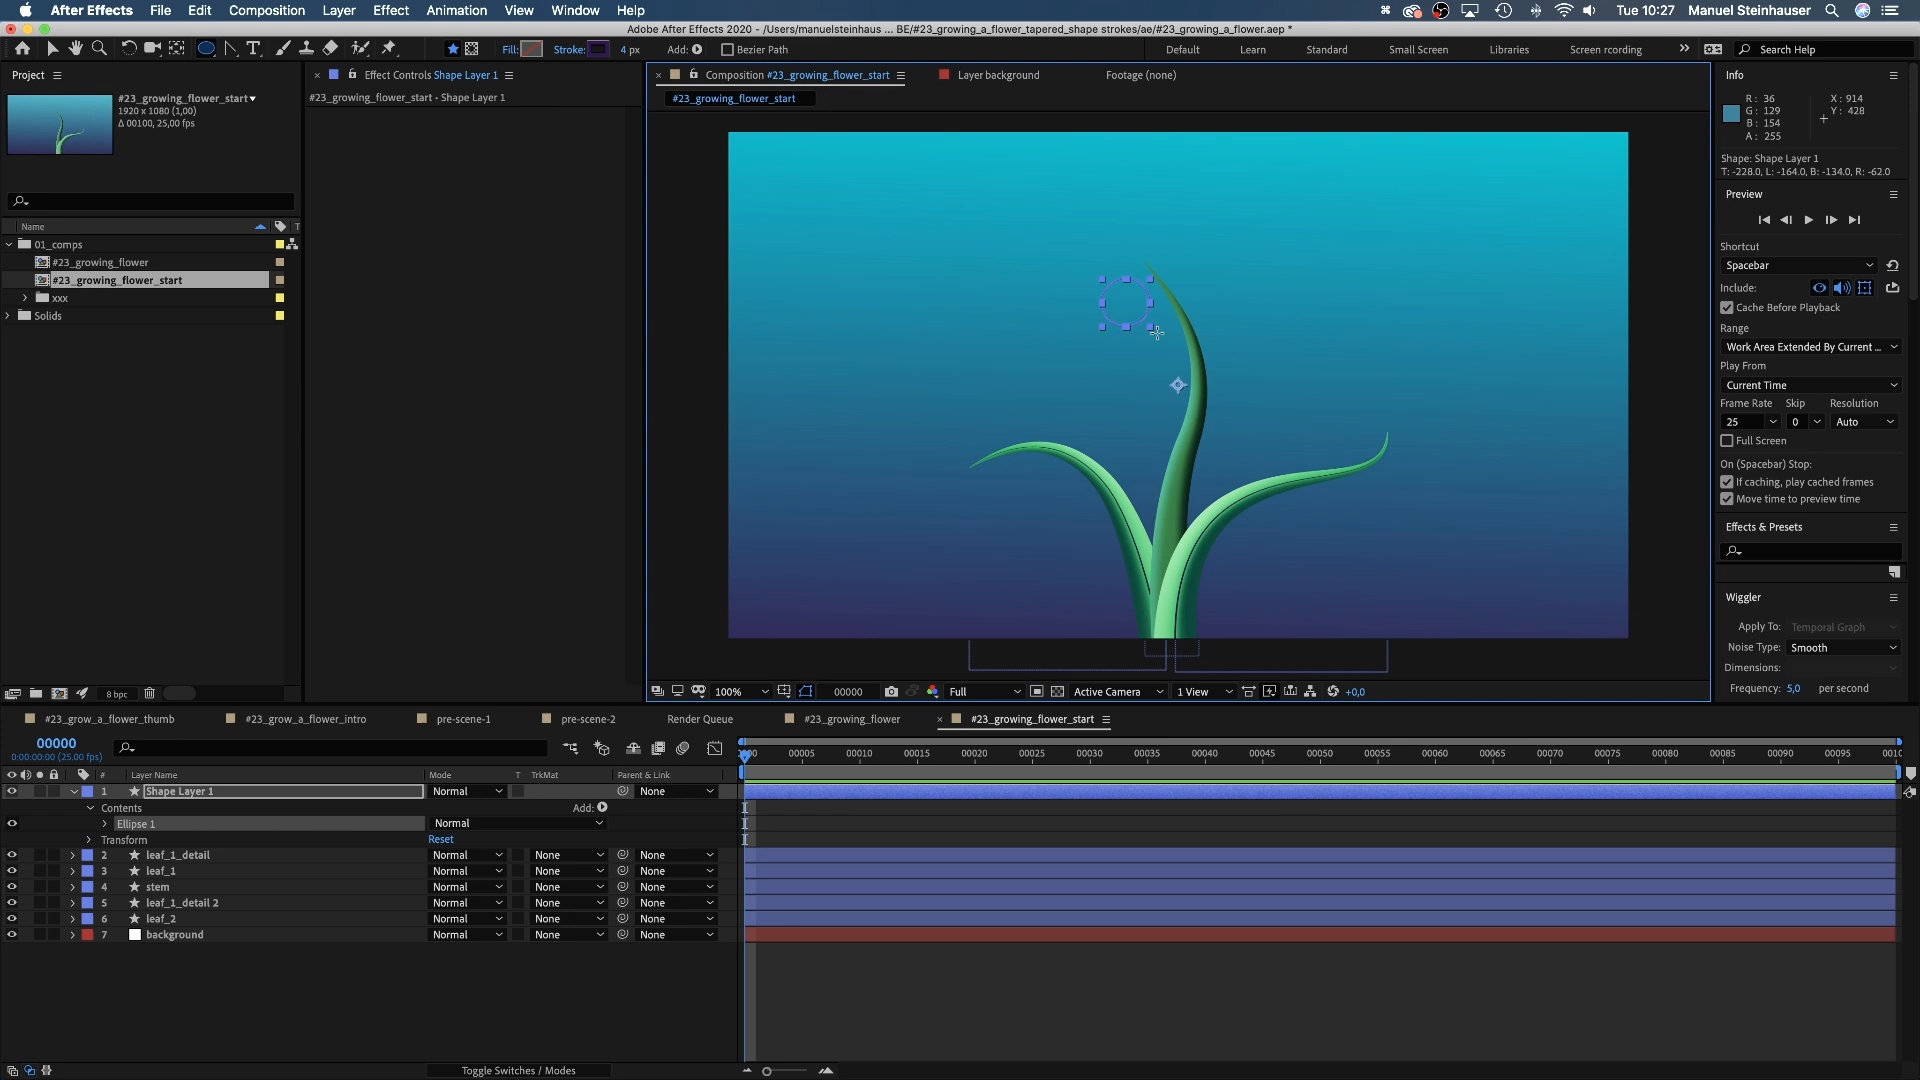 After Effects File Edit Composition Layer Effect Animation View Window Help Tue 10:27 Manuel Steinhauser
Adobe After Effects 2020 - /Users/manuelsteinhaus ... BE/#23_growing_a_flower_tapered_shape strokes/ae/#23_growing_a_flower.aep *
Fill: Stroke: 4 px Add: Bezier Path Default Learn Standard Small Screen Libraries Screen rcording Search Help
Project
#23_growing_flower_start
1920 x 1080 (1,00)
Δ 00100, 25,00 fps
Name
01_comps
#23_growing_flower
#23_growing_flower_start
xxx
Solids
8 bpc
Effect Controls Shape Layer 1
#23_growing_flower_start • Shape Layer 1
Composition #23_growing_flower_start Layer background Footage (none)
#23_growing_flower_start
100% 00000 Full Active Camera 1 View +0,0
Info
R: 36 X: 914
G: 129 Y: 428
B: 154
A: 255
Shape: Shape Layer 1
T: -228.0, L: -164.0, B: -134.0, R: -62.0
Preview
Shortcut
Spacebar
Include:
Cache Before Playback
Range
Work Area Extended By Current ...
Play From
Current Time
Frame Rate Skip Resolution
25 0 Auto
Full Screen
On (Spacebar) Stop:
If caching, play cached frames
Move time to preview time
Effects & Presets
Wiggler
Apply To: Temporal Graph
Noise Type: Smooth
Dimensions:
Frequency: 5,0 per second
#23_grow_a_flower_thumb #23_grow_a_flower_intro pre-scene-1 pre-scene-2 Render Queue #23_growing_flower #23_growing_flower_start
00000
0:00:00:00 (25.00 fps)
00005 00010 00015 00020 00025 00030 00035 00040 00045 00050 00055 00060 00065 00070 00075 00080 00085 00090 00095
# Layer Name Mode T TrkMat Parent & Link
1 Shape Layer 1 Normal None
Contents Add:
Ellipse 1 Normal
Transform Reset
2 leaf_1_detail Normal None None
3 leaf_1 Normal None None
4 stem Normal None None
5 leaf_1_detail 2 Normal None None
6 leaf_2 Normal None None
7 background Normal None None
Toggle Switches / Modes